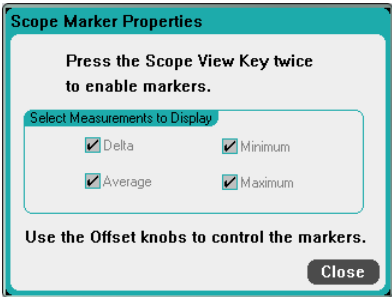 Scope Marker Properties
Press the Scope View Key twice
to enable markers.
Select Measurements to Display
Delta
Minimum
Average
Maximum
Use the Offset knobs to control the markers.
Close